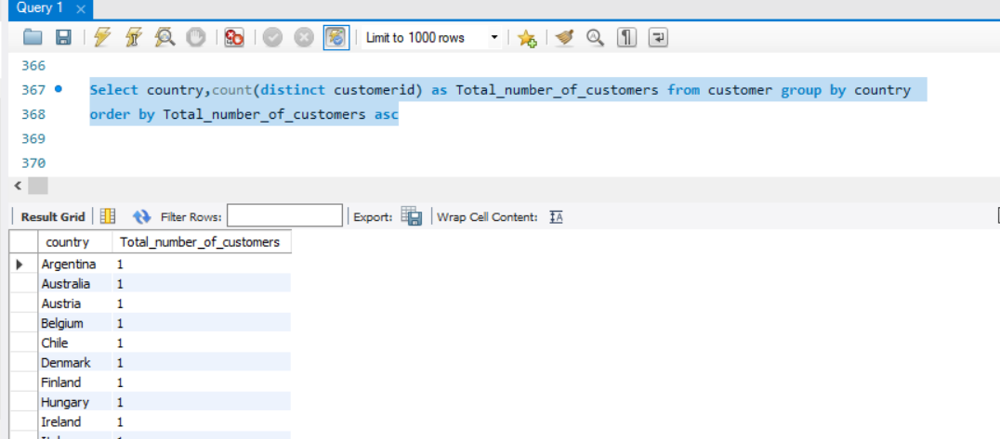 Query 1
Limit to 1000 rows
366
367 Select country,count(distinct customerid) as Total_number_of_customers from customer group by country
368 order by Total_number_of_customers asc
369
370
Result Grid Filter Rows: Export: Wrap Cell Content:
country Total_number_of_customers
Argentina 1
Australia 1
Austria 1
Belgium 1
Chile 1
Denmark 1
Finland 1
Hungary 1
Ireland 1